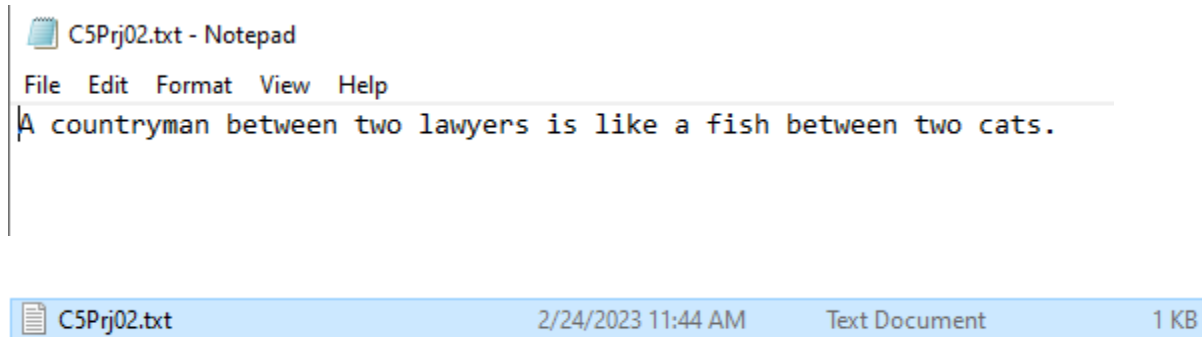 C5Prj02.txt - Notepad
File Edit Format View Help
A countryman between two lawyers is like a fish between two cats.
C5Prj02.txt 2/24/2023 11:44 AM Text Document 1 KB